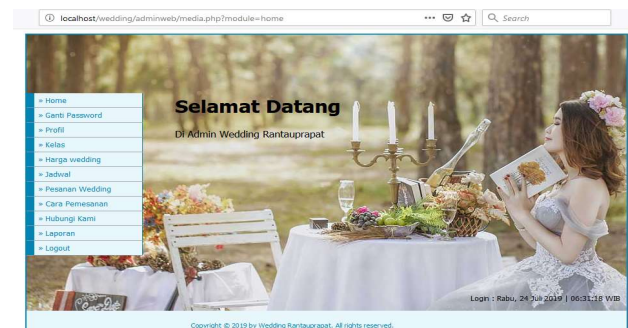 localhost/wedding/adminweb/media.php?module=home
Search
» Home
» Ganti Password
» Profil
» Kelas
» Harga wedding
» Jadwal
» Pesanan Wedding
» Cara Pemesanan
» Hubungi Kami
» Laporan
» Logout
Selamat Datang
Di Admin Wedding Rantauprapat
Login : Rabu, 24 Juli 2019 | 06:31:18 WIB
Copyright © 2019 by Wedding Rantauprapat. All rights reserved.